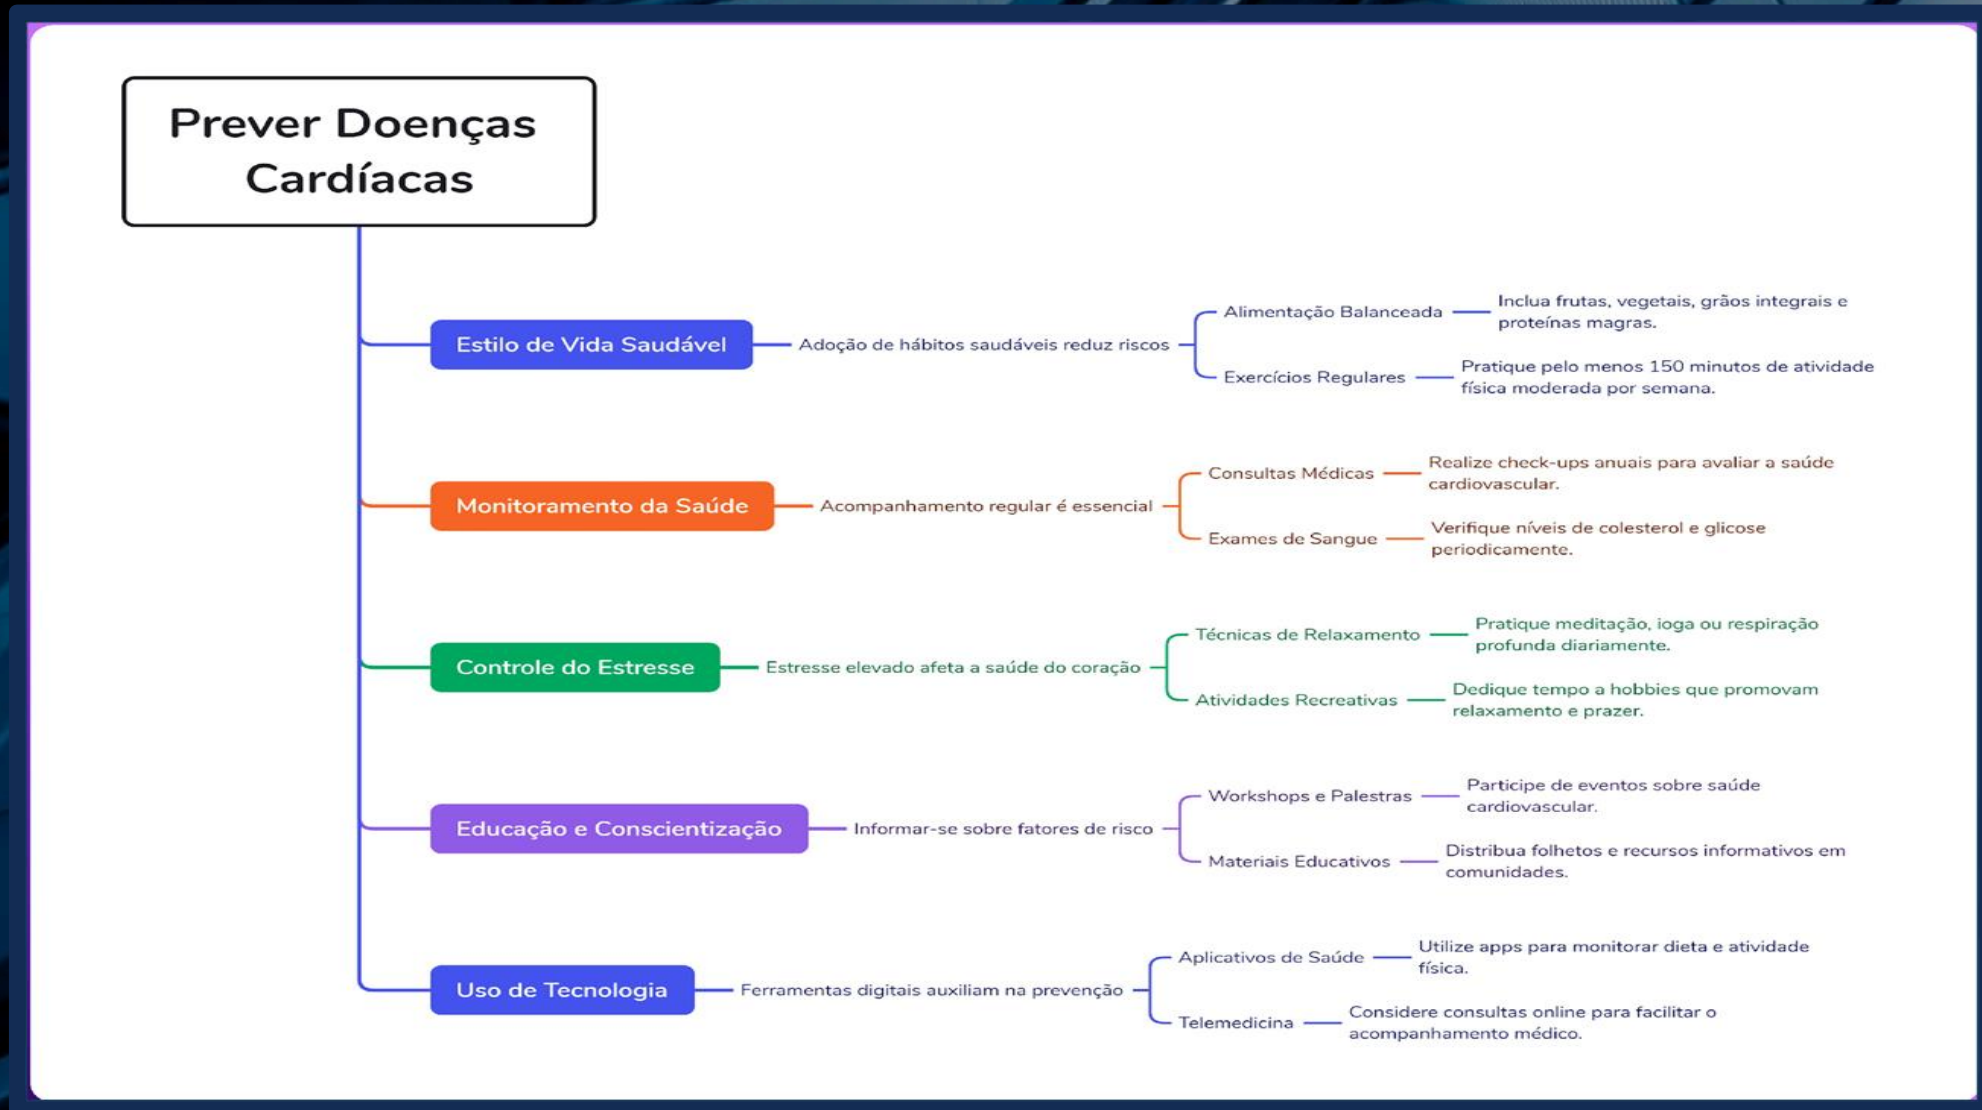 Prever Doenças
Cardíacas
Estilo de Vida Saudável
Adoção de hábitos saudáveis reduz riscos
Alimentação Balanceada
Inclua frutas, vegetais, grãos integrais e
proteínas magras.
Exercícios Regulares
Pratique pelo menos 150 minutos de atividade
física moderada por semana.
Monitoramento da Saúde
Acompanhamento regular é essencial
Consultas Médicas
Realize check-ups anuais para avaliar a saúde
cardiovascular.
Exames de Sangue
Verifique níveis de colesterol e glicose
periodicamente.
Controle do Estresse
Estresse elevado afeta a saúde do coração
Técnicas de Relaxamento
Pratique meditação, ioga ou respiração
profunda diariamente.
Atividades Recreativas
Dedique tempo a hobbies que promovam
relaxamento e prazer.
Educação e Conscientização
Informar-se sobre fatores de risco
Workshops e Palestras
Participe de eventos sobre saúde
cardiovascular.
Materiais Educativos
Distribua folhetos e recursos informativos em
comunidades.
Uso de Tecnologia
Ferramentas digitais auxiliam na prevenção
Aplicativos de Saúde
Utilize apps para monitorar dieta e atividade
física.
Telemedicina
Considere consultas online para facilitar o
acompanhamento médico.